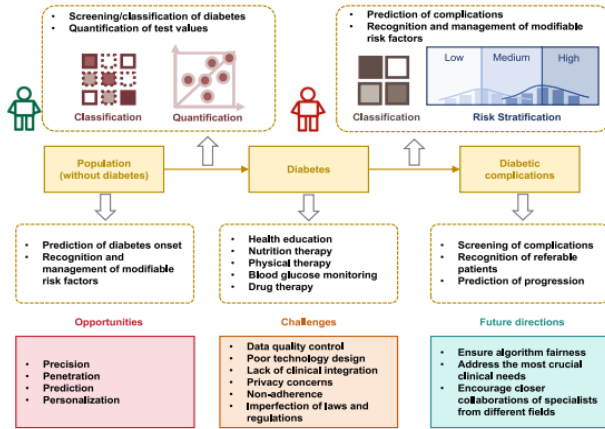 • Screening/classification of diabetes
• Quantification of test values
Classification
Quantification
• Prediction of complications
• Recognition and management of modifiable
risk factors
Low
Medium
High
Classification
Risk Stratification
Population
(without diabetes)
Diabetes
Diabetic
complications
• Prediction of diabetes onset
• Recognition and
management of modifiable
risk factors
• Health education
• Nutrition therapy
• Physical therapy
• Blood glucose monitoring
• Drug therapy
• Screening of complications
• Recognition of referable
patients
• Prediction of progression
Opportunities
• Precision
• Penetration
• Prediction
• Personalization
Challenges
• Data quality control
• Poor technology design
• Lack of clinical integration
• Privacy concerns
• Non-adherence
• Imperfection of laws and
regulations
Future directions
• Ensure algorithm fairness
• Address the most crucial
clinical needs
• Encourage closer
collaborations of specialists
from different fields